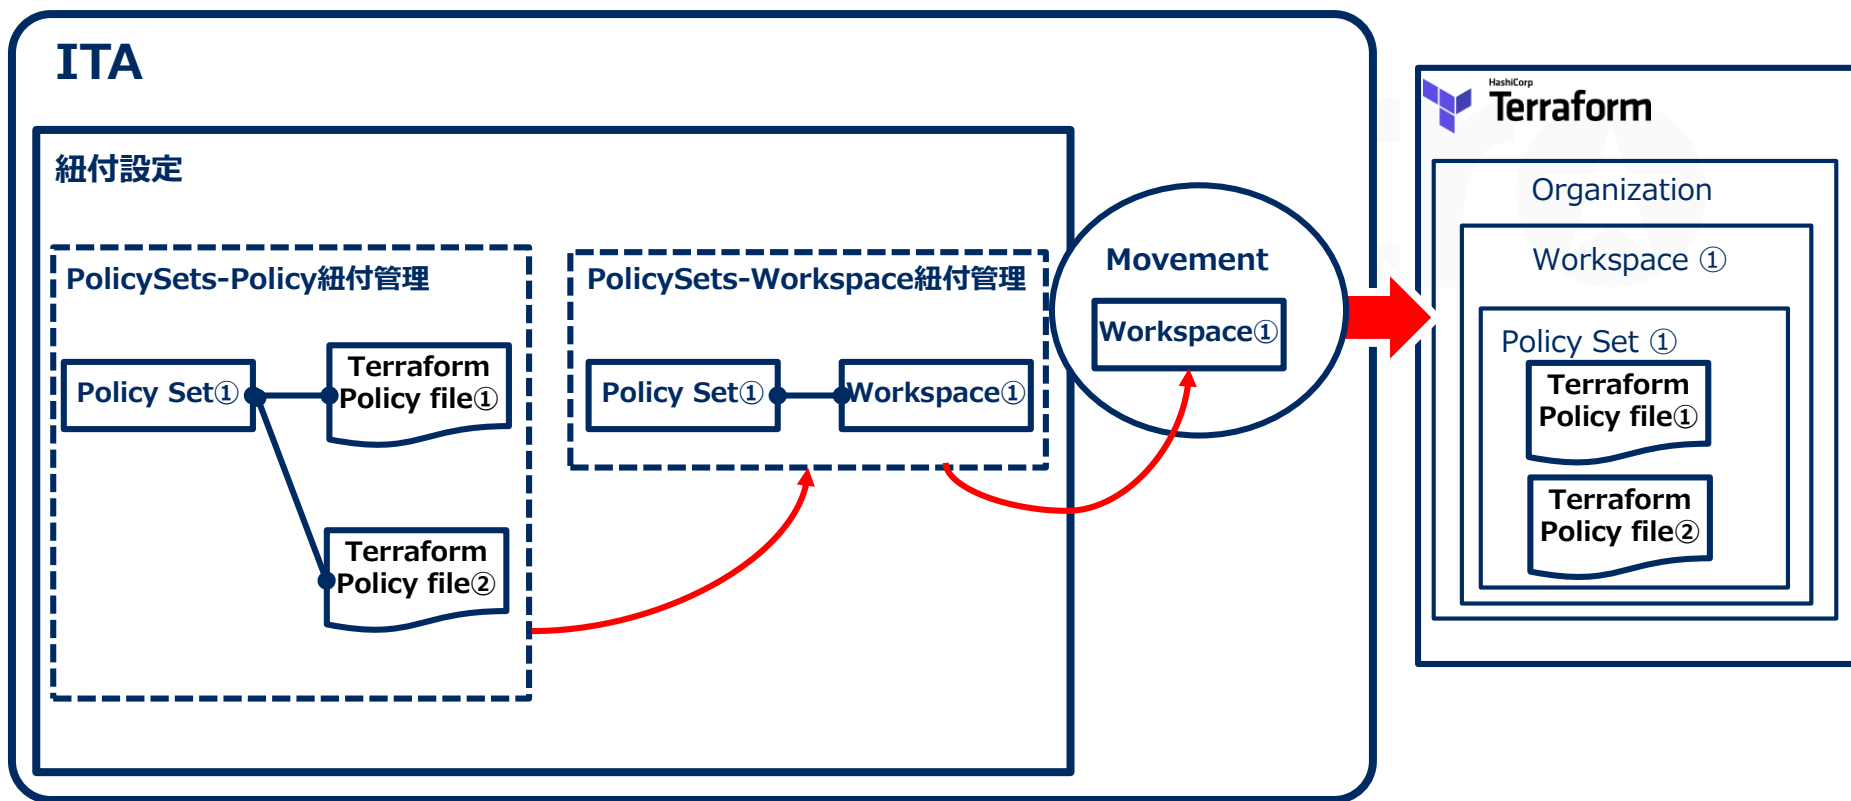 ITA
紐付設定
PolicySets-Policy紐付管理
Policy Set①
Terraform
Policy file①
Terraform
Policy file②
PolicySets-Workspace紐付管理
Policy Set①
Workspace①
Movement
Workspace①
HashiCorp
Terraform
Organization
Workspace ①
Policy Set ①
Terraform
Policy file①
Terraform
Policy file②